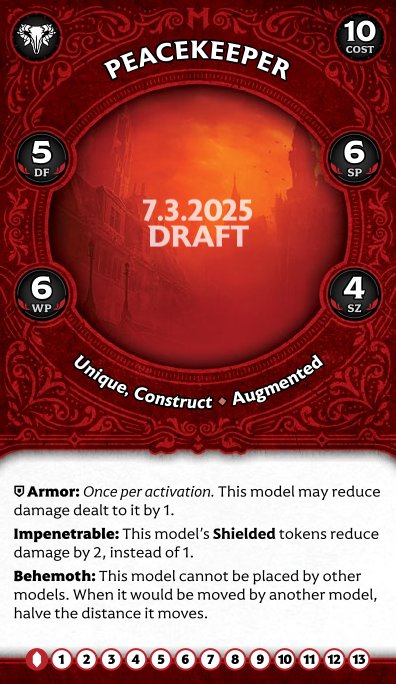 PEACEKEEPER
10
COST
5
DF
6
SP
7.3.2025
DRAFT
6
WP
4
SZ
Unique, Construct • Augmented
Armor: Once per activation. This model may reduce
damage dealt to it by 1.
Impenetrable: This model's Shielded tokens reduce
damage by 2, instead of 1.
Behemoth: This model cannot be placed by other
models. When it would be moved by another model,
halve the distance it moves.
1 2 3 4 5 6 7 8 9 10 11 12 13